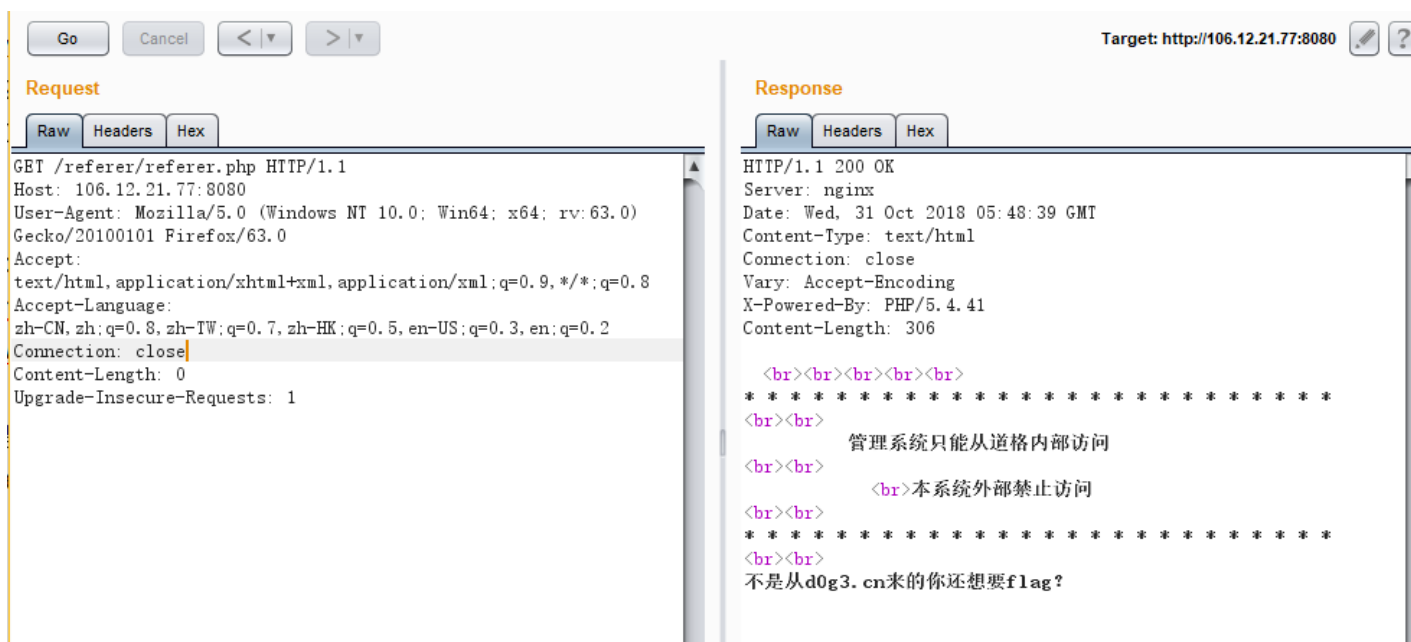 Go Cancel < > Target: http://106.12.21.77:8080 ?
Request
Raw Headers Hex
GET /referer/referer.php HTTP/1.1
Host: 106.12.21.77:8080
User-Agent: Mozilla/5.0 (Windows NT 10.0; Win64; x64; rv:63.0)
Gecko/20100101 Firefox/63.0
Accept:
text/html,application/xhtml+xml,application/xml;q=0.9,*/*;q=0.8
Accept-Language:
zh-CN,zh;q=0.8,zh-TW;q=0.7,zh-HK;q=0.5,en-US;q=0.3,en;q=0.2
Connection: close
Content-Length: 0
Upgrade-Insecure-Requests: 1
Response
Raw Headers Hex
HTTP/1.1 200 OK
Server: nginx
Date: Wed, 31 Oct 2018 05:48:39 GMT
Content-Type: text/html
Connection: close
Vary: Accept-Encoding
X-Powered-By: PHP/5.4.41
Content-Length: 306
<br><br><br><br><br>
* * * * * * * * * * * * * * * * * * * * * * * * * *
<br><br>
管理系统只能从道格内部访问
<br><br>
<br>本系统外部禁止访问
<br><br>
* * * * * * * * * * * * * * * * * * * * * * * * * *
<br><br>
不是从d0g3.cn来的你还想要flag?